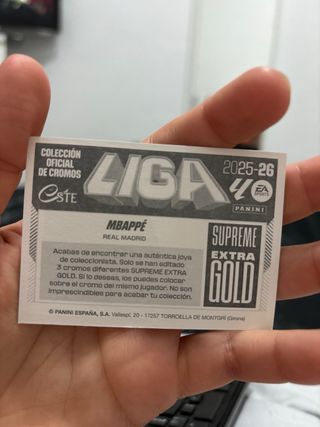 COLECCIÓN
OFICIAL
DE CROMOS
este
LIGA
2025-26
EA
SPORTS
PANINI
MBAPPÉ
REAL MADRID
Acabas de encontrar una auténtica joya
de coleccionista. Solo se han editado
3 cromos diferentes SUPREME EXTRA
GOLD. Si lo deseas, los puedes colocar
sobre el cromo del mismo jugador. No son
imprescindibles para acabar tu colección.
SUPREME
EXTRA
GOLD
© PANINI ESPAÑA, S.A. Vallespí, 20 - 17257 TORROELLA DE MONTGRÍ (Girona)